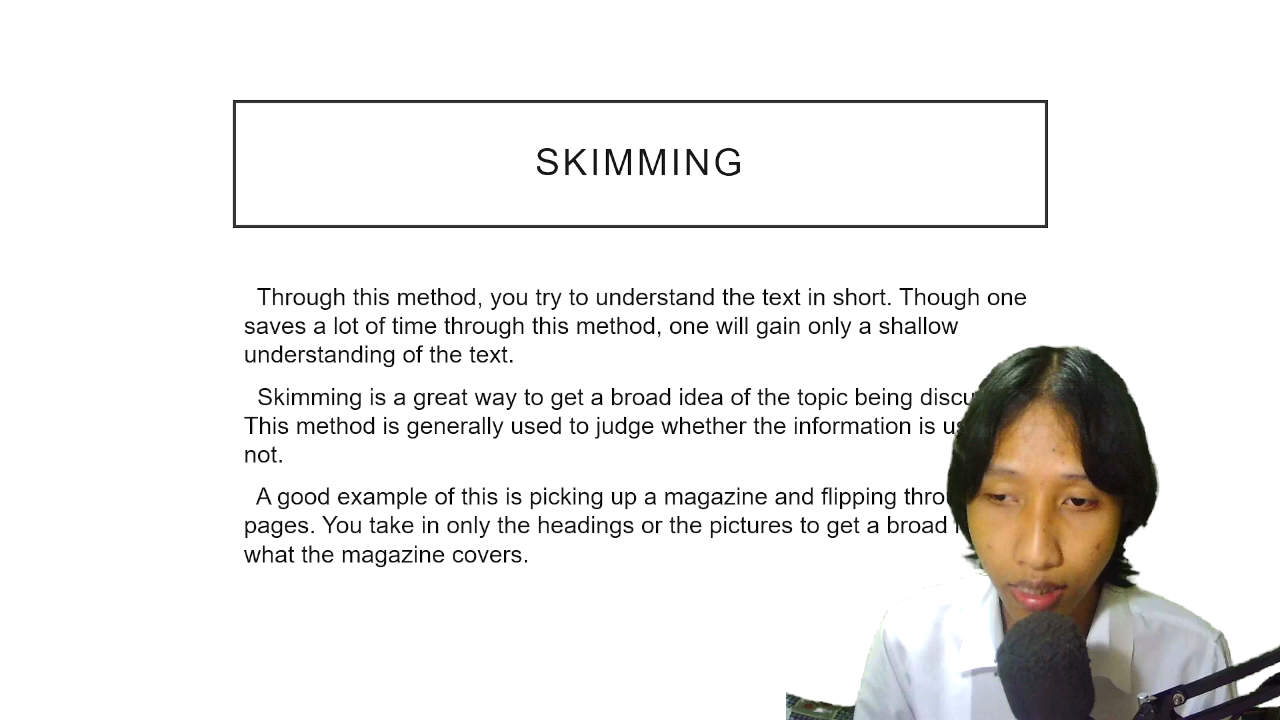 SKIMMING
Through this method, you try to understand the text in short. Though one
saves a lot of time through this method, one will gain only a shallow
understanding of the text.
Skimming is a great way to get a broad idea of the topic being
This method is generally used to judge whether the information is
not.
A good example of this is picking up a magazine and flipping
pages. You take in only the headings or the pictures to get a broad
what the magazine covers.